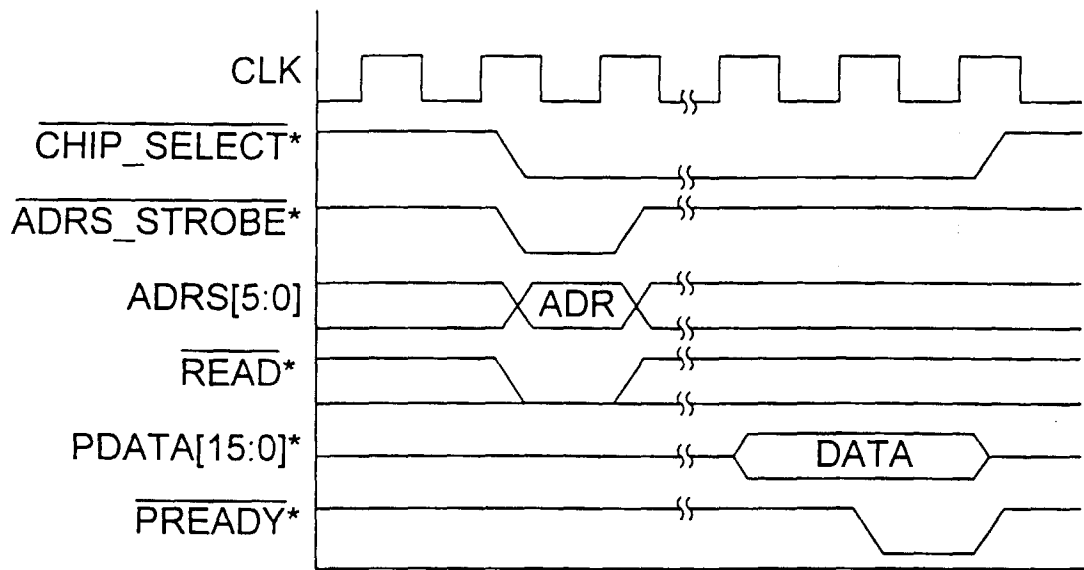 CLK
CHIP_SELECT*
ADRS_STROBE*
ADRS[5:0]
ADR
READ*
PDATA[15:0]*
DATA
PREADY*